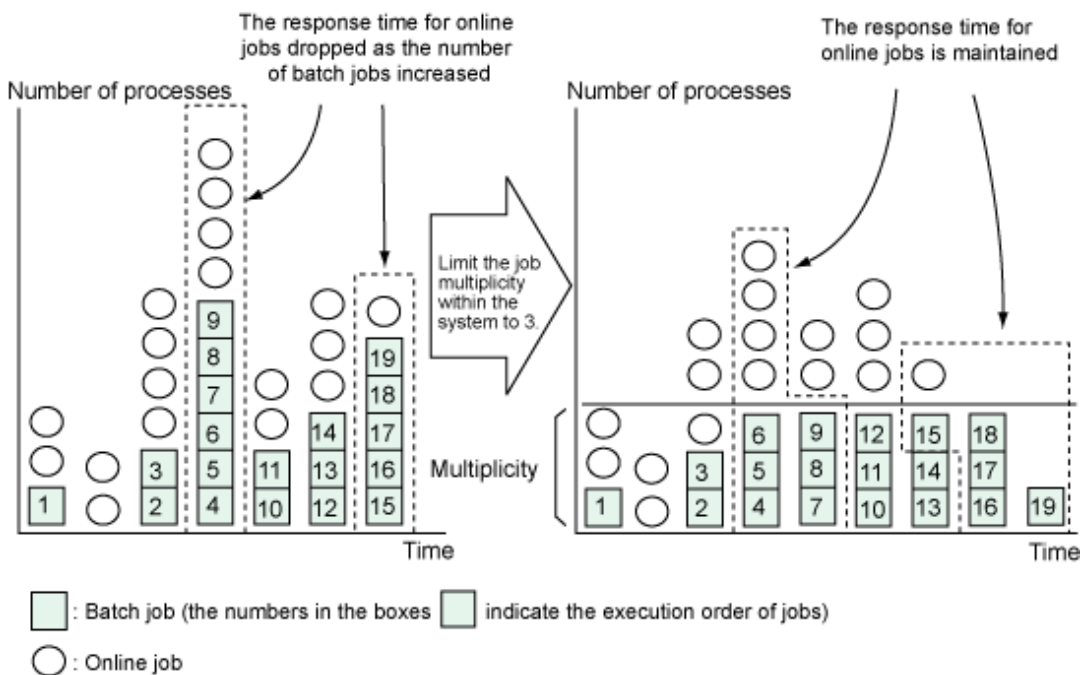 The response time for online
jobs dropped as the number
of batch jobs increased
The response time for
online jobs is maintained
Number of processes
Number of processes
9
8
7
6
5
4
1
3
2
11
10
14
13
12
19
18
17
16
15
Time
Limit the job
multiplicity
within the
system to 3.
Multiplicity
1
3
2
6
5
4
9
8
7
12
11
10
15
14
13
18
17
16
19
Time
: Batch job (the numbers in the boxes indicate the execution order of jobs)
: Online job